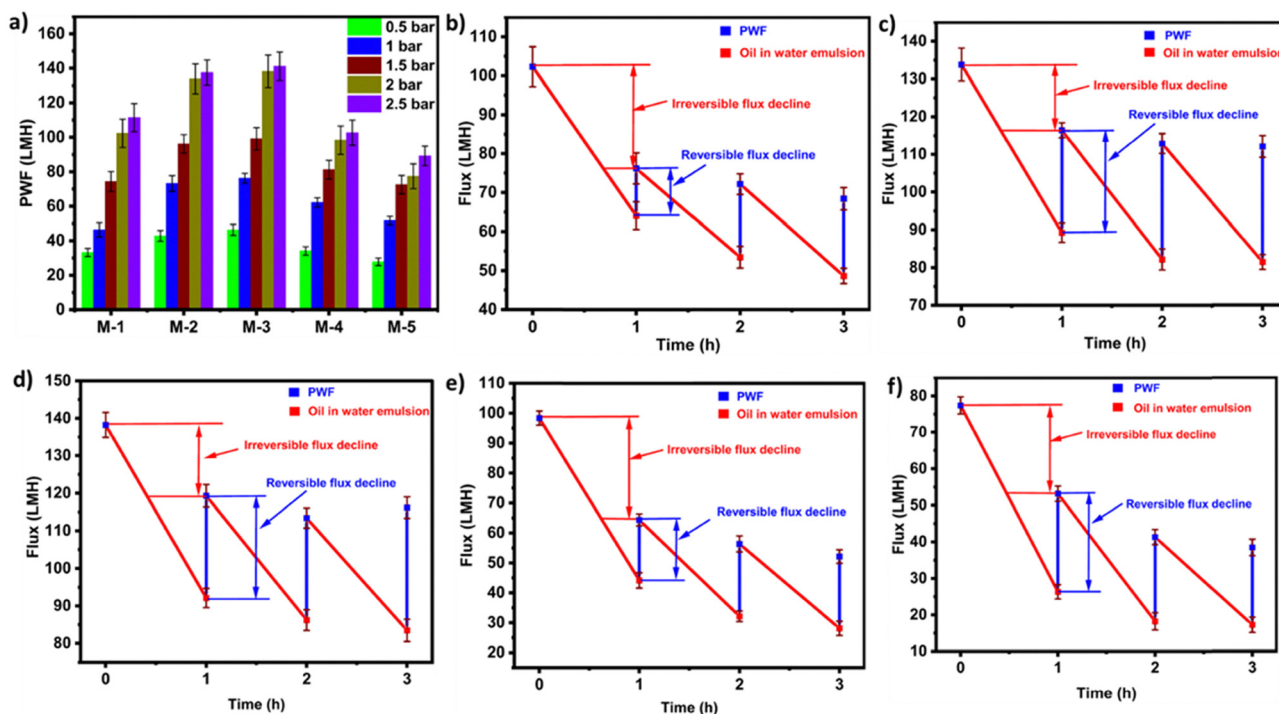 a)
160
140
120
100
80
60
40
20
0
PWF (LMH)
0.5 bar
1 bar
1.5 bar
2 bar
2.5 bar
M-1 M-2 M-3 M-4 M-5
b)
110
100
90
80
70
60
50
40
Flux (LMH)
PWF
Oil in water emulsion
Irreversible flux decline
Reversible flux decline
0 1 2 3
Time (h)
c)
140
130
120
110
100
90
80
70
Flux (LMH)
PWF
Oil in water emulsion
Irreversible flux decline
Reversible flux decline
0 1 2 3
Time (h)
d)
150
140
130
120
110
100
90
80
Flux (LMH)
PWF
Oil in water emulsion
Irreversible flux decline
Reversible flux decline
0 1 2 3
Time (h)
e)
110
100
90
80
70
60
50
40
30
20
Flux (LMH)
PWF
Oil in water emulsion
Irreversible flux decline
Reversible flux decline
0 1 2 3
Time (h)
f)
80
70
60
50
40
30
20
10
Flux (LMH)
PWF
Oil in water emulsion
Irreversible flux decline
Reversible flux decline
0 1 2 3
Time (h)